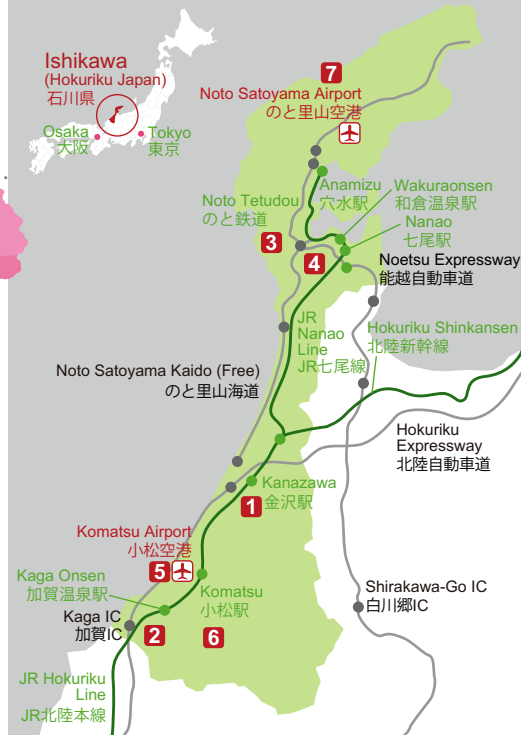 Ishikawa
(Hokuriku Japan)
石川県
Osaka
大阪
Tokyo
東京
7
Noto Satoyama Airport
のと里山空港
Anamizu
穴水駅
Wakuraonsen
和倉温泉駅
Noto Tetudou
のと鉄道
Nanao
七尾駅
3
4
Noetsu Expressway
能越自動車道
JR
Nanao
Line
JR七尾線
Hokuriku Shinkansen
北陸新幹線
Noto Satoyama Kaido (Free)
のと里山海道
Hokuriku
Expressway
北陸自動車道
Kanazawa
金沢駅
1
Komatsu Airport
小松空港
5
Kaga Onsen
加賀温泉駅
Komatsu
小松駅
Shirakawa-Go IC
白川郷IC
Kaga IC
加賀IC
2
6
JR Hokuriku
Line
JR北陸本線